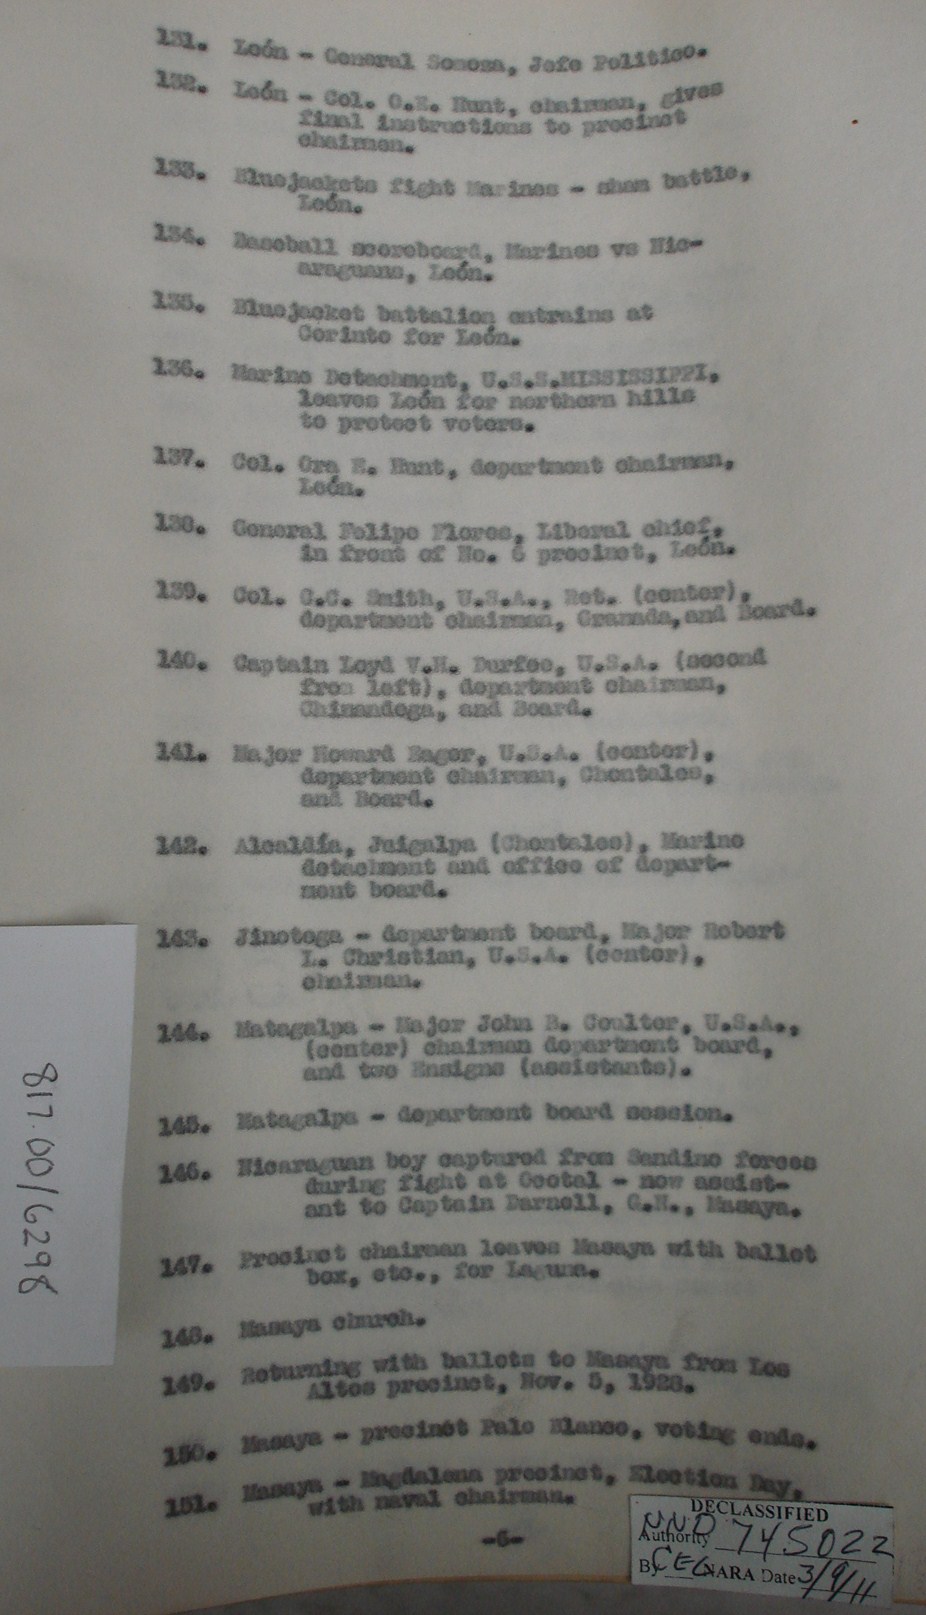 131. León - General Somoza, Jefe Politico.
132. León - Col. O.E. Hunt, chairman, gives
final instructions to precinct
chairmen.
133. Bluejackets fight Marines - sham battle,
León.
134. Baseball scoreboard, Marines vs Nic-
araguans, León.
135. Bluejacket battalion entrains at
Corinto for León.
136. Marine Detachment, U.S.S.MISSISSIPPI,
leaves León for northern hills
to protect voters.
137. Col. Ora E. Hunt, department chairman,
León.
138. General Felipe Flores, Liberal chief,
in front of No. 6 precinct, León.
139. Col. C.C. Smith, U.S.A., Ret. (center),
department chairman, Granada,and Board.
140. Captain Loyd V.H. Durfee, U.S.A. (second
from left), department chairman,
Chinandega, and Board.
141. Major Howard Eager, U.S.A. (center),
department chairman, Chontales,
and Board.
142. Alcaldía, Juigalpa (Chontales), Marine
detachment and office of depart-
ment board.
143. Jinotega - department board, Major Robert
L. Christian, U.S.A. (center),
chairman.
144. Matagalpa - Major John B. Coulter, U.S.A.,
(center) chairman department board,
and two Ensigns (assistants).
145. Matagalpa - department board session.
146. Nicaraguan boy captured from Sandino forces
during fight at Ocotal - now assist-
ant to Captain Darnell, G.N., Masaya.
147. Precinct chairman leaves Masaya with ballot
box, etc., for Laguna.
148. Masaya church.
149. Returning with ballots to Masaya from Los
Altos precinct, Nov. 5, 1928.
150. Masaya - precinct Palo Blanco, voting ends.
151. Masaya - Magdalena precinct, Election Day,
with naval chairman.
-6-
817.00/6298
DECLASSIFIED
Authority NND 745022
By CEG NARA Date 3/9/11